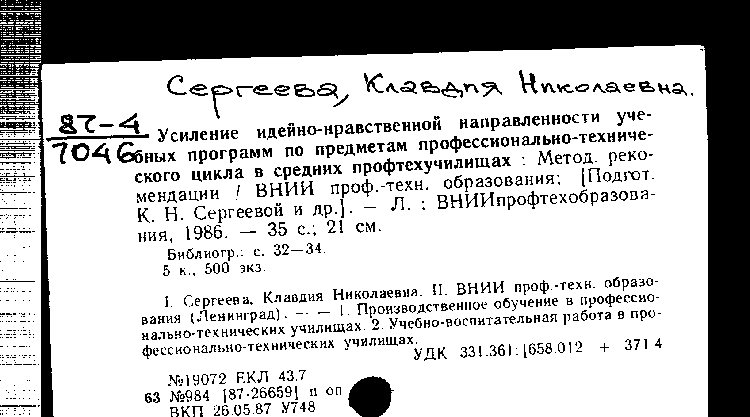 Сергеева, Клавдия Николаевна.
87-4
7046
Усиление идейно-нравственной направленности уче-
бных программ по предметам профессионально-техниче-
ского цикла в средних профтехучилищах : Метод. реко-
мендации / ВНИИ проф.-техн. образования; [Подгот.
К. Н. Сергеевой и др.]. — Л. : ВНИИпрофтехобразова-
ния, 1986. — 35 с.; 21 см.
Библиогр.: с. 32—34.
5 к., 500 экз.
I. Сергеева, Клавдия Николаевна. II. ВНИИ проф.-техн. образо-
вания (Ленинград). — — 1. Производственное обучение в профессио-
нально-технических училищах. 2. Учебно-воспитательная работа в про-
фессионально-технических училищах.
УДК 331.361:[658.012 + 371.4
№19072 ЕКЛ 43.7
63 №984 [87-26659] п оп
ВКП 26.05.87 У748